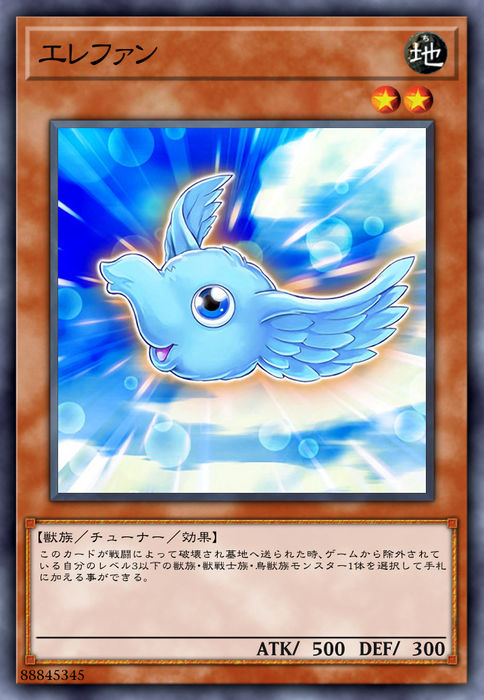 エレファン
ち
地
【獣族／チューナー／効果】
このカードが戦闘によって破壊され墓地へ送られた時、ゲームから除外されて
いる自分のレベル3以下の獣族・獣戦士族・鳥獣族モンスター1体を選択して手札
に加える事ができる。
ATK/ 500 DEF/ 300
88845345